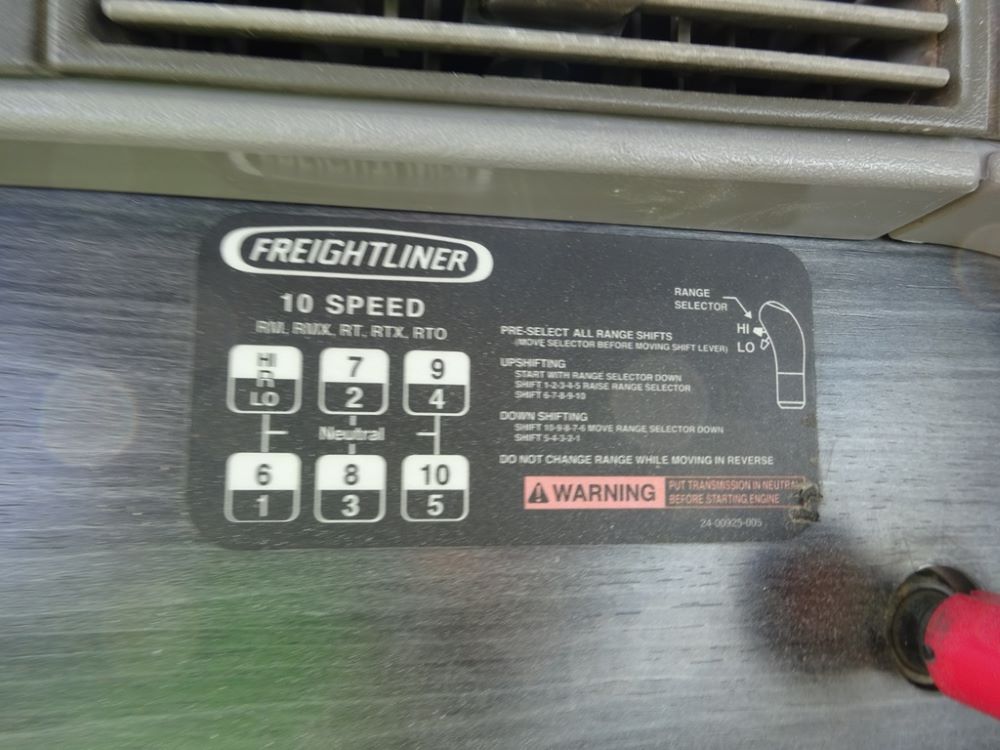 FREIGHTLINER
10 SPEED
RM, RMX, RT, RTX, RTO
HI
R
LO
7
2
9
4
Neutral
6
1
8
3
10
5
RANGE
SELECTOR
HI
LO
PRE-SELECT ALL RANGE SHIFTS
(MOVE SELECTOR BEFORE MOVING SHIFT LEVER)
UPSHIFTING
START WITH RANGE SELECTOR DOWN
SHIFT 1-2-3-4-5 RAISE RANGE SELECTOR
SHIFT 6-7-8-9-10
DOWN SHIFTING
SHIFT 10-9-8-7-6 MOVE RANGE SELECTOR DOWN
SHIFT 5-4-3-2-1
DO NOT CHANGE RANGE WHILE MOVING IN REVERSE
WARNING
PUT TRANSMISSION IN NEUTRAL
BEFORE STARTING ENGINE
24-00925-005